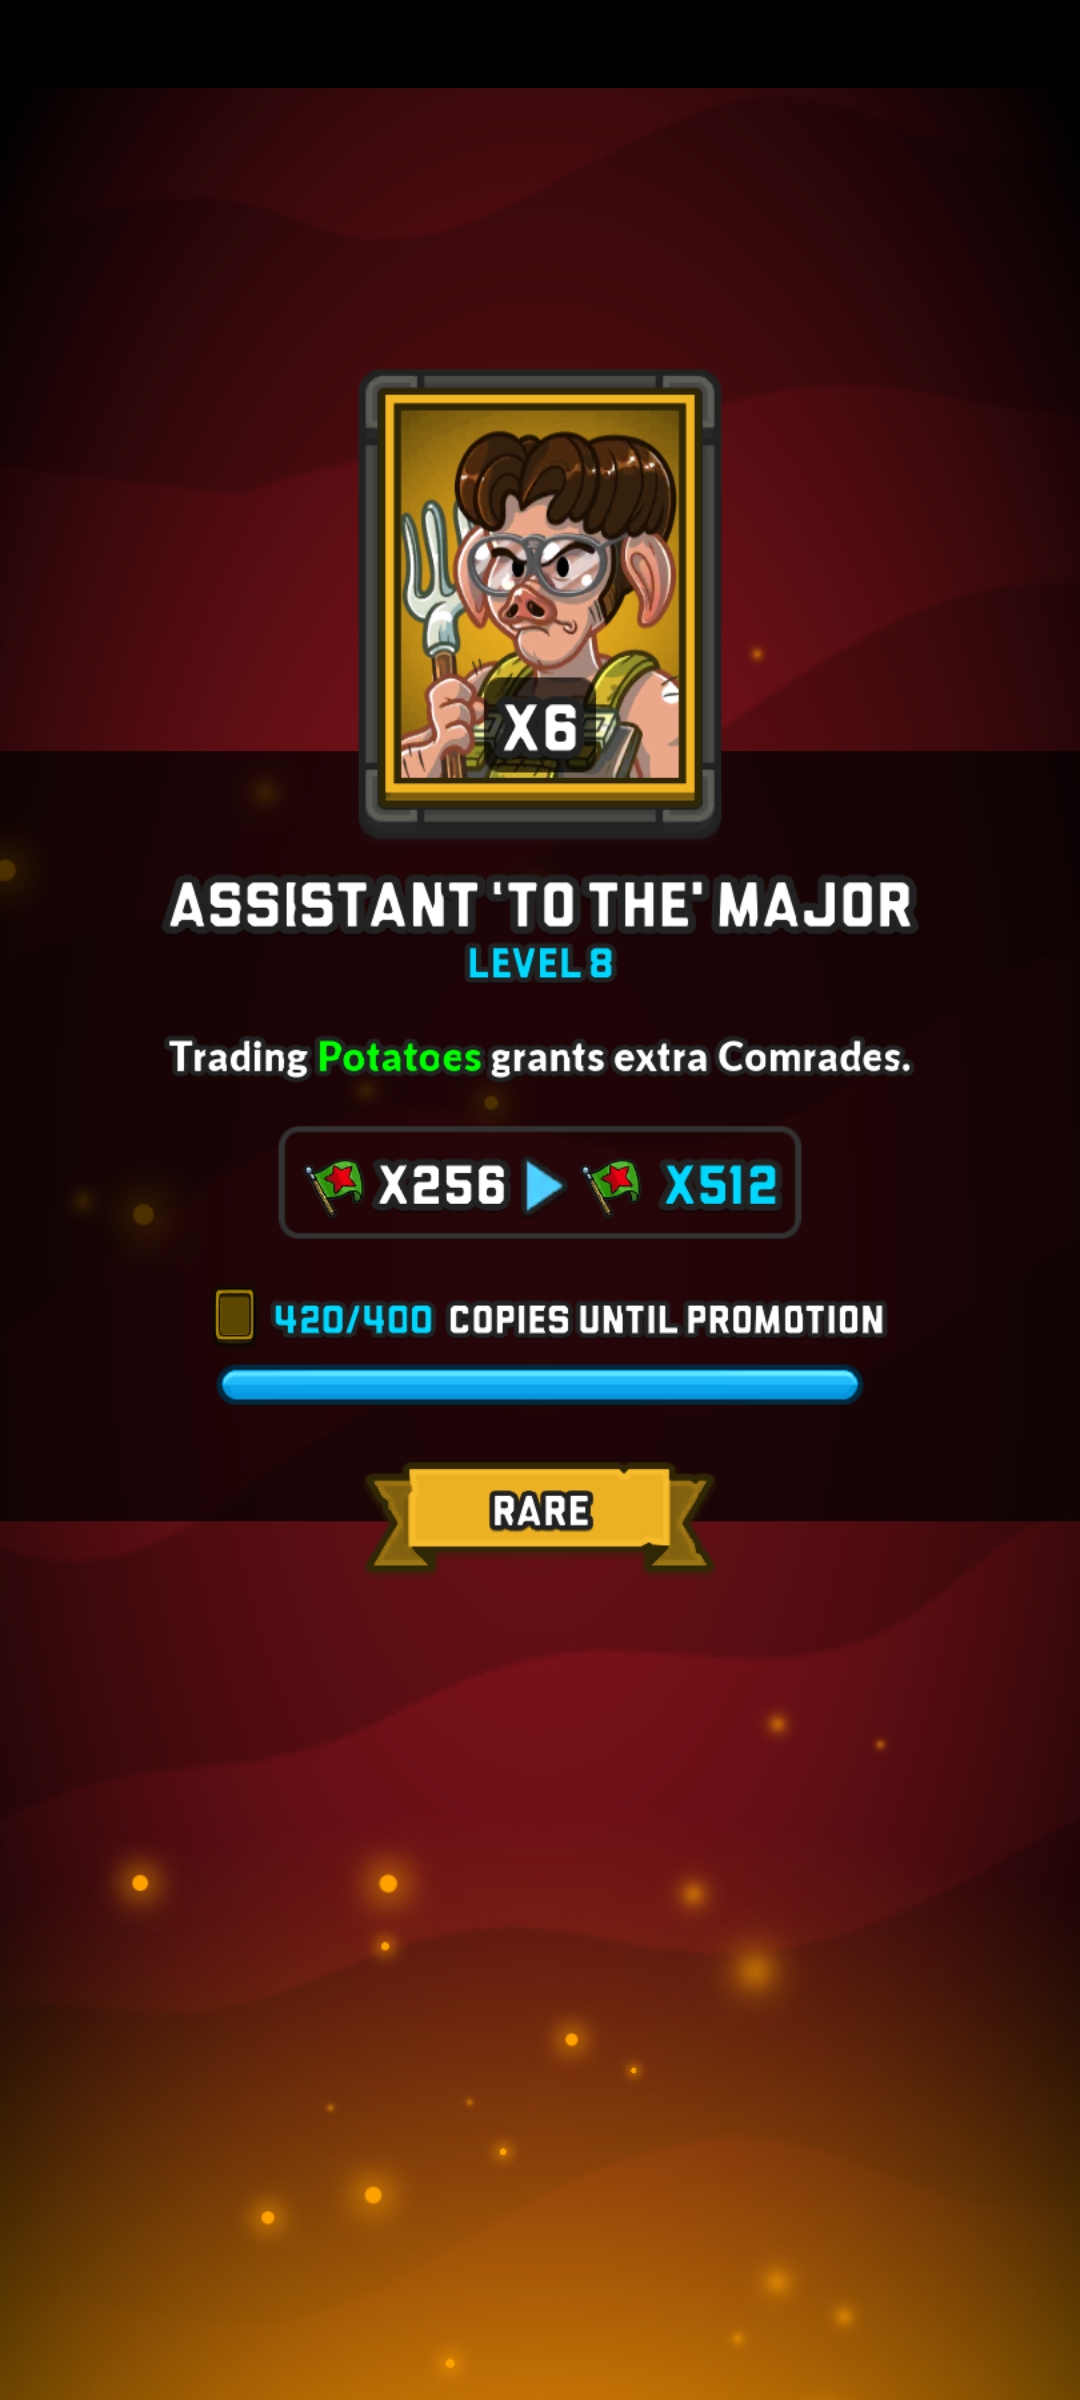 X6
ASSISTANT 'TO THE' MAJOR
LEVEL 8
Trading Potatoes grants extra Comrades.
X256 X512
420/400 COPIES UNTIL PROMOTION
RARE